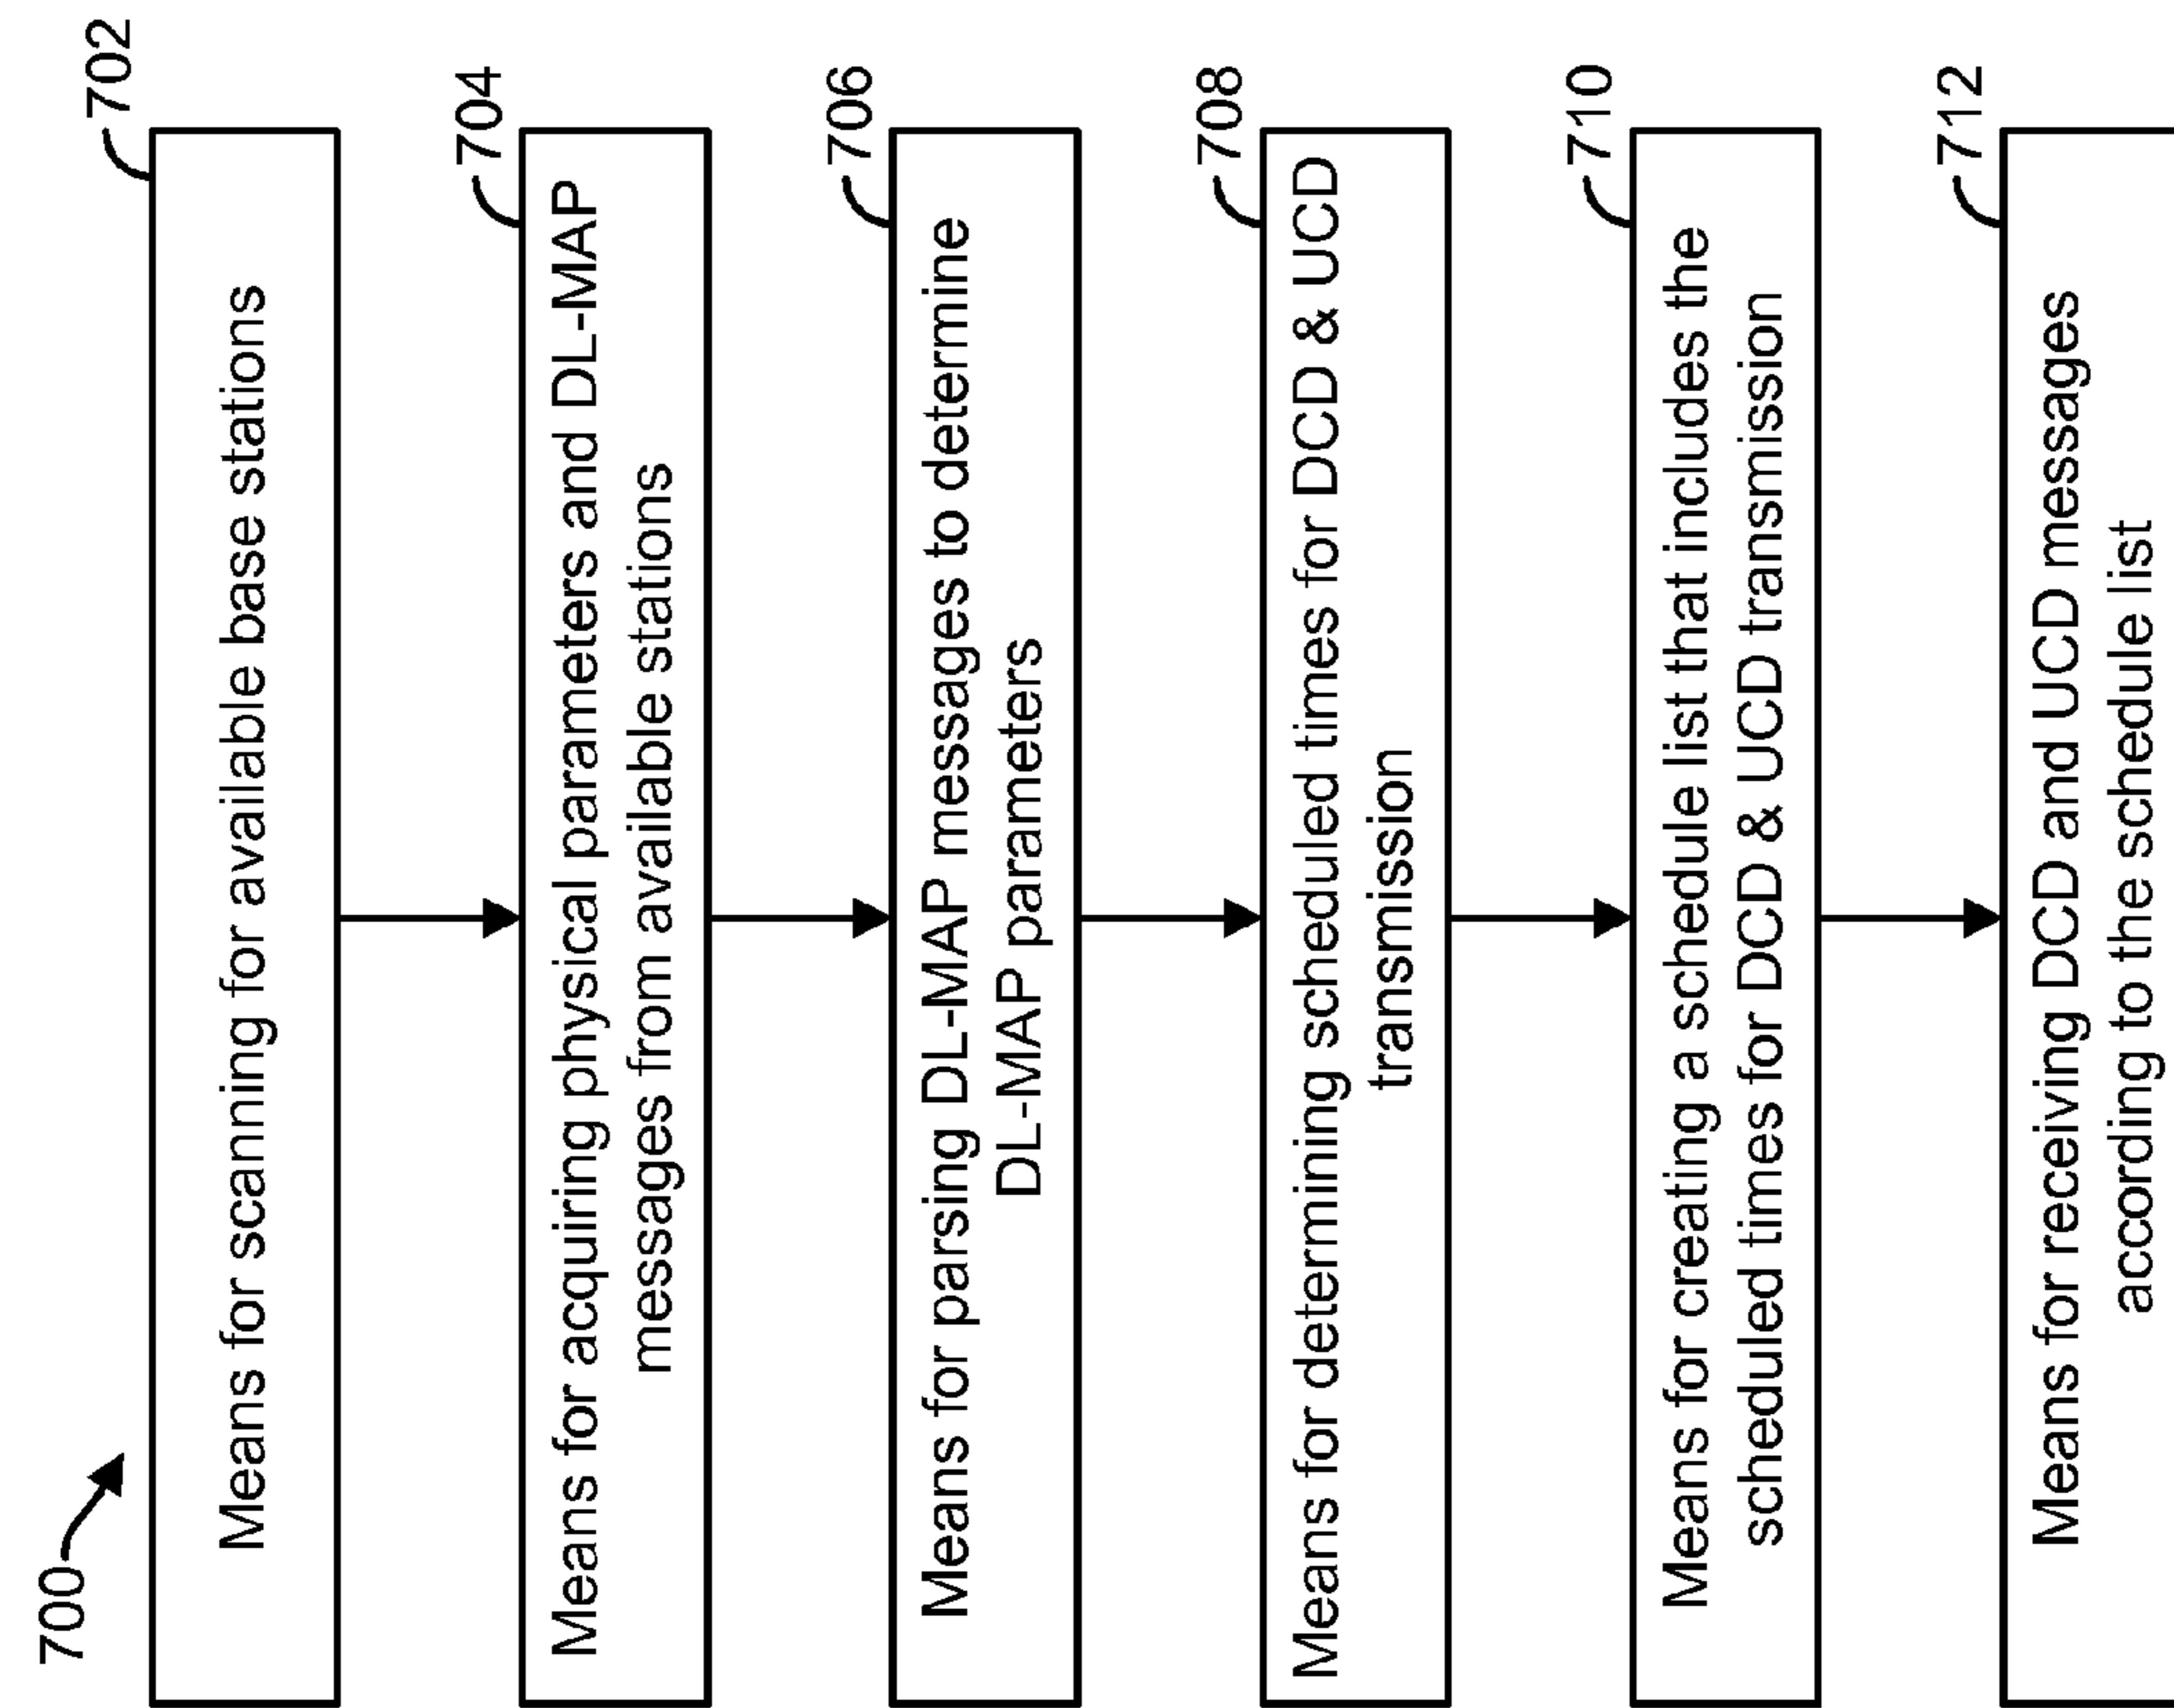 700
702
Means for scanning for available base stations
704
Means for acquiring physical parameters and DL-MAP
messages from available stations
706
Means for parsing DL-MAP messages to determine
DL-MAP parameters
708
Means for determining scheduled times for DCD & UCD
transmission
710
Means for creating a schedule list that includes the
scheduled times for DCD & UCD transmission
712
Means for receiving DCD and UCD messages
according to the schedule list